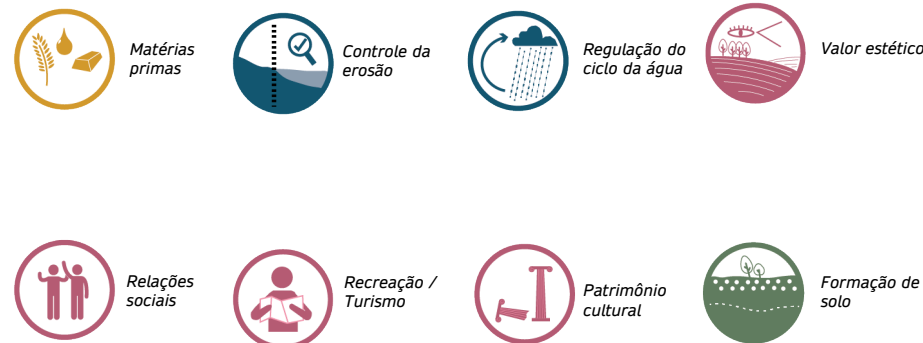 Matérias
primas
Controle da
erosão
Regulação do
ciclo da água
Valor estético
Relações
sociais
Recreação /
Turismo
Patrimônio
cultural
Formação de
solo